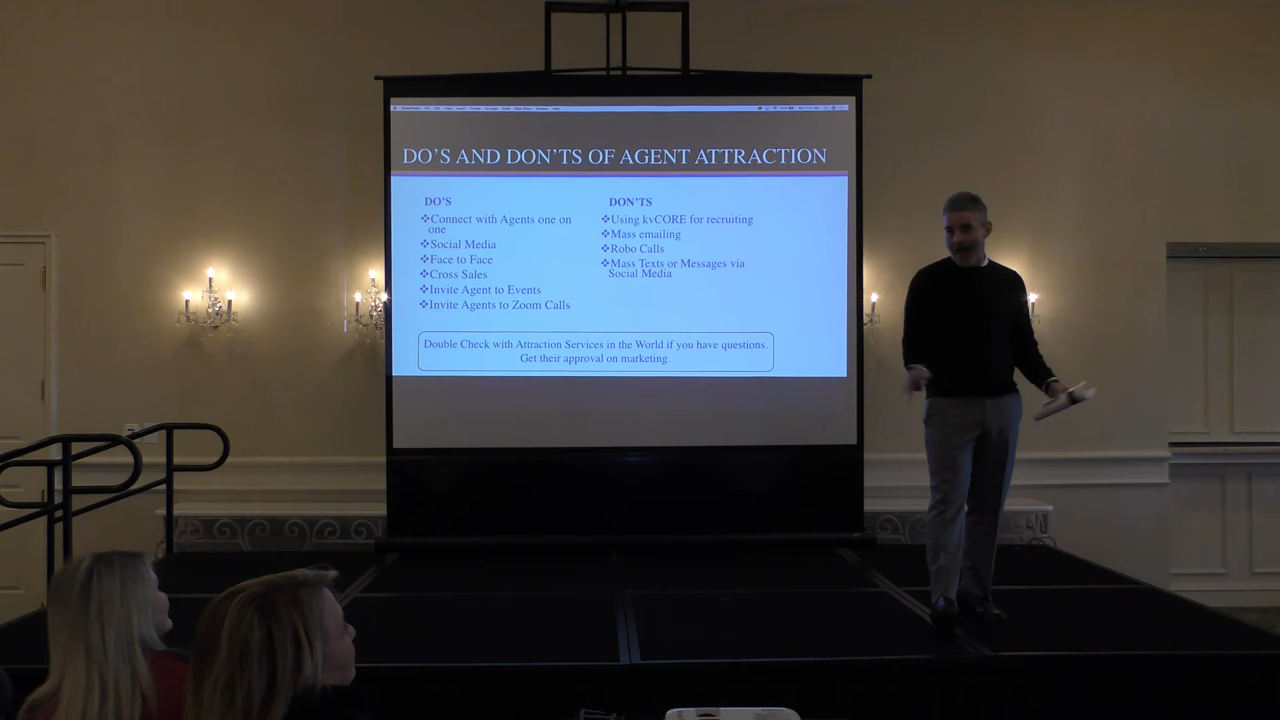 DO'S AND DON'TS OF AGENT ATTRACTION
DO'S
❖Connect with Agents one on
one
❖Social Media
❖Face to Face
❖Cross Sales
❖Invite Agent to Events
❖Invite Agents to Zoom Calls
DON'TS
❖Using kvCORE for recruiting
❖Mass emailing
❖Robo Calls
❖Mass Texts or Messages via
Social Media
Double Check with Attraction Services in the World if you have questions.
Get their approval on marketing.